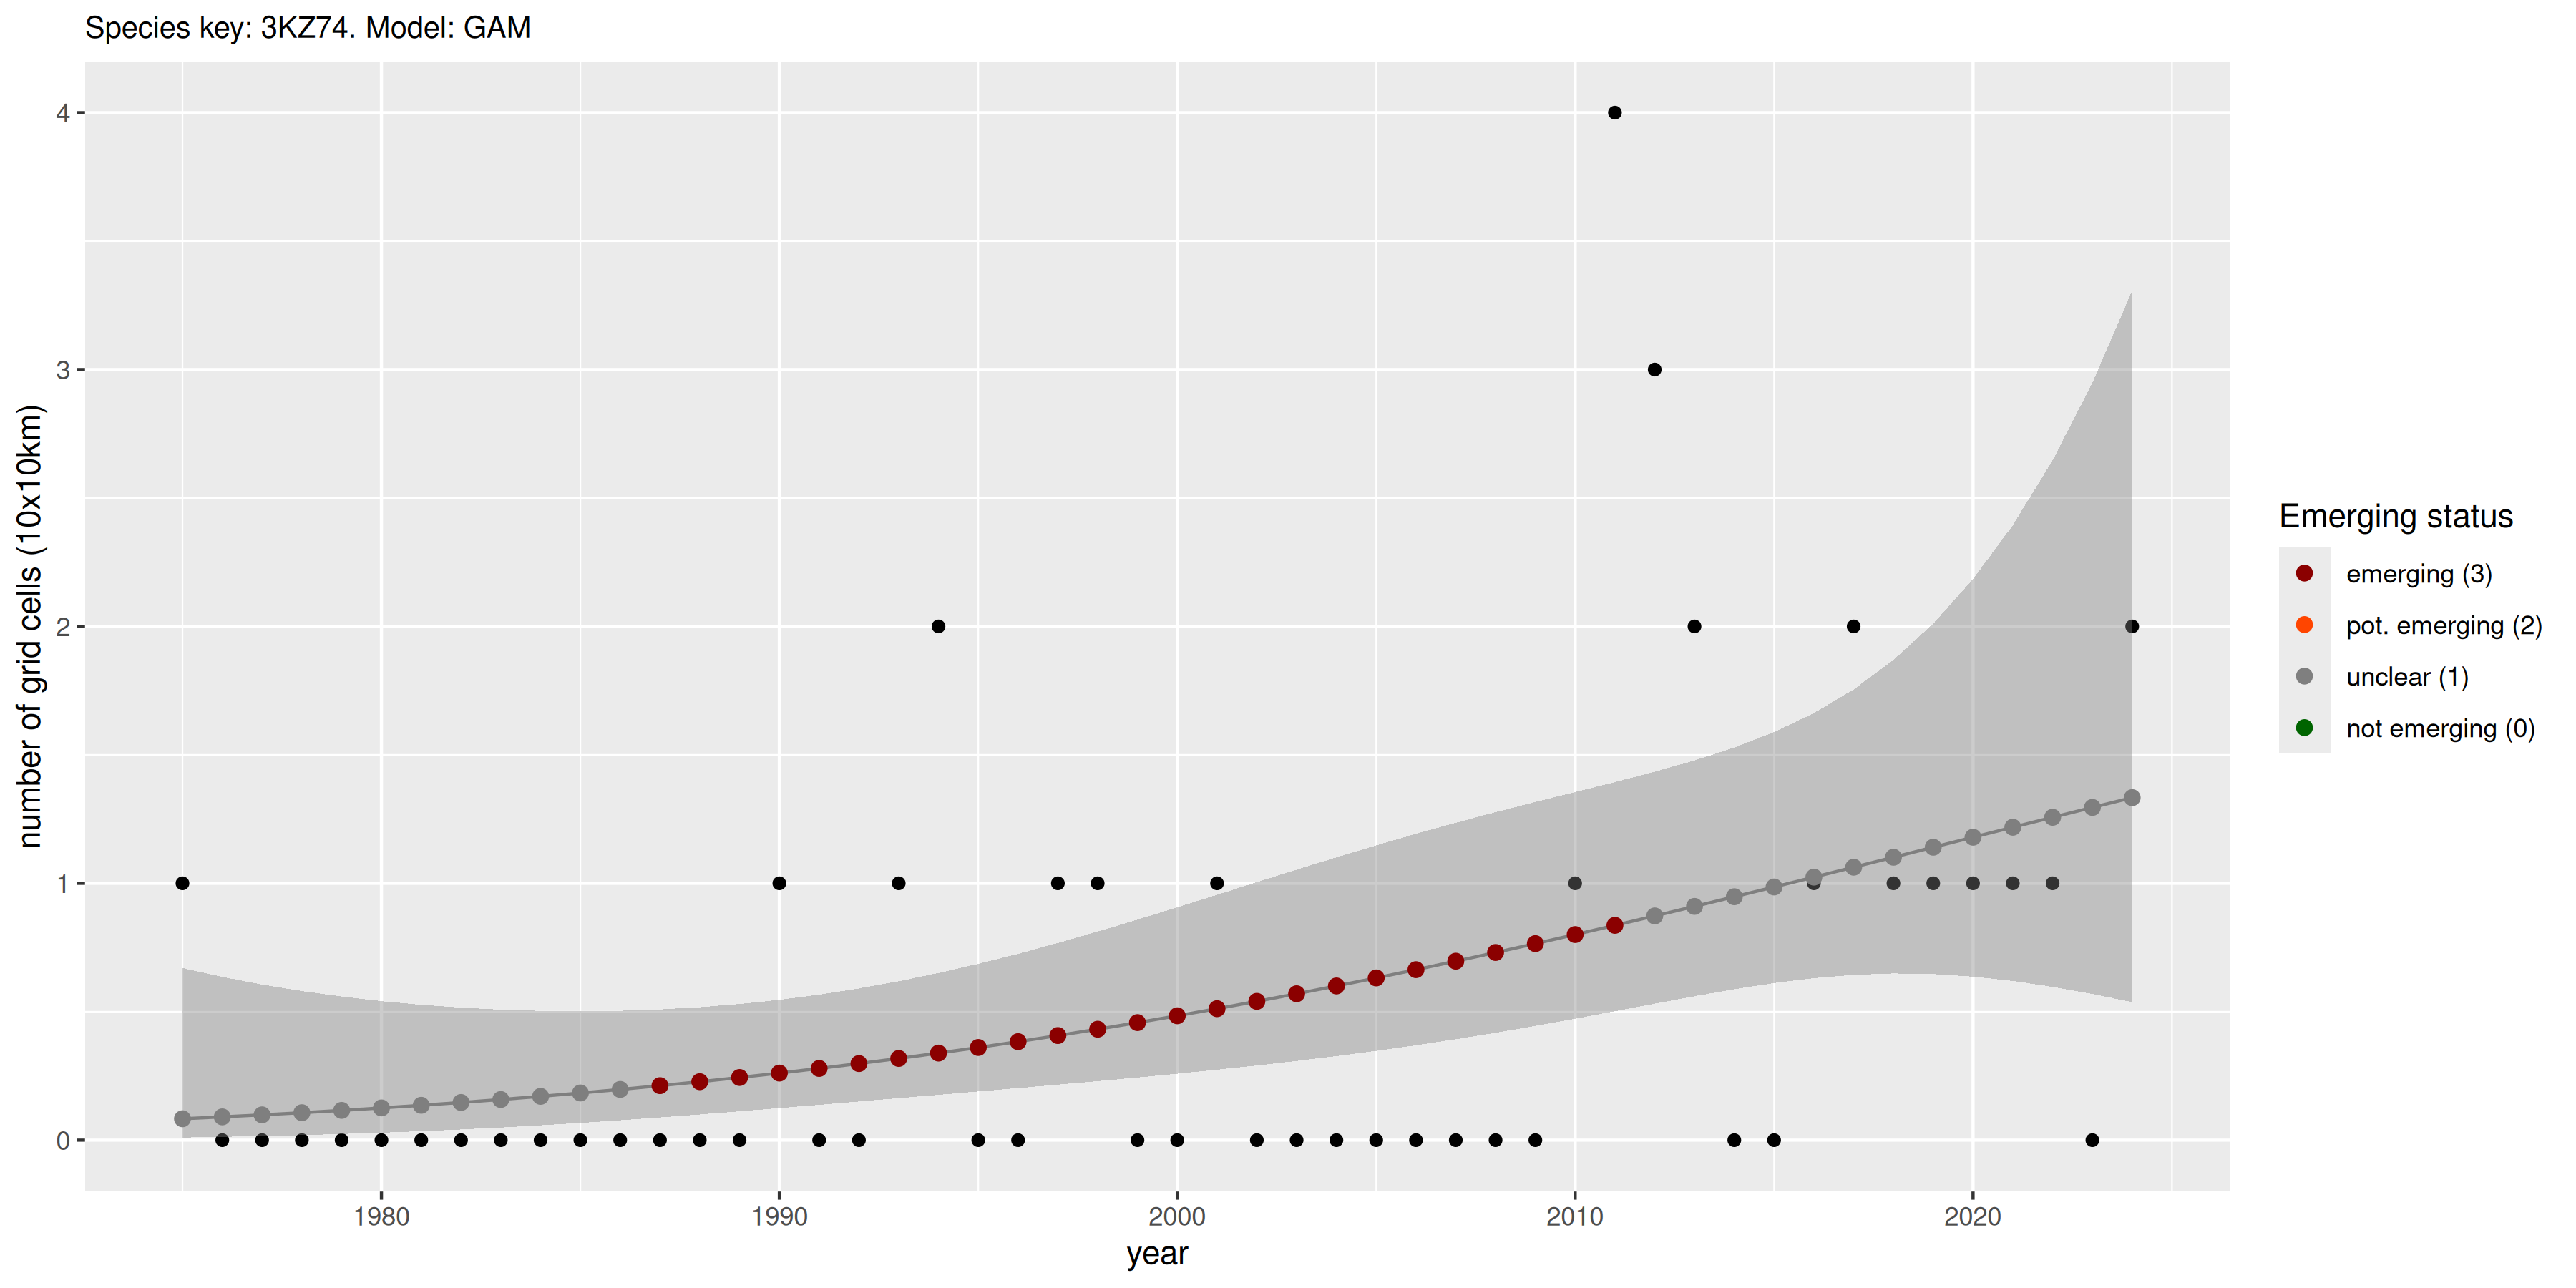 Species key: 3KZ74. Model: GAM
4
3
2
1
0
number of grid cells (10x10km)
1980
1990
2000
2010
2020
year
Emerging status
emerging (3)
pot. emerging (2)
unclear (1)
not emerging (0)